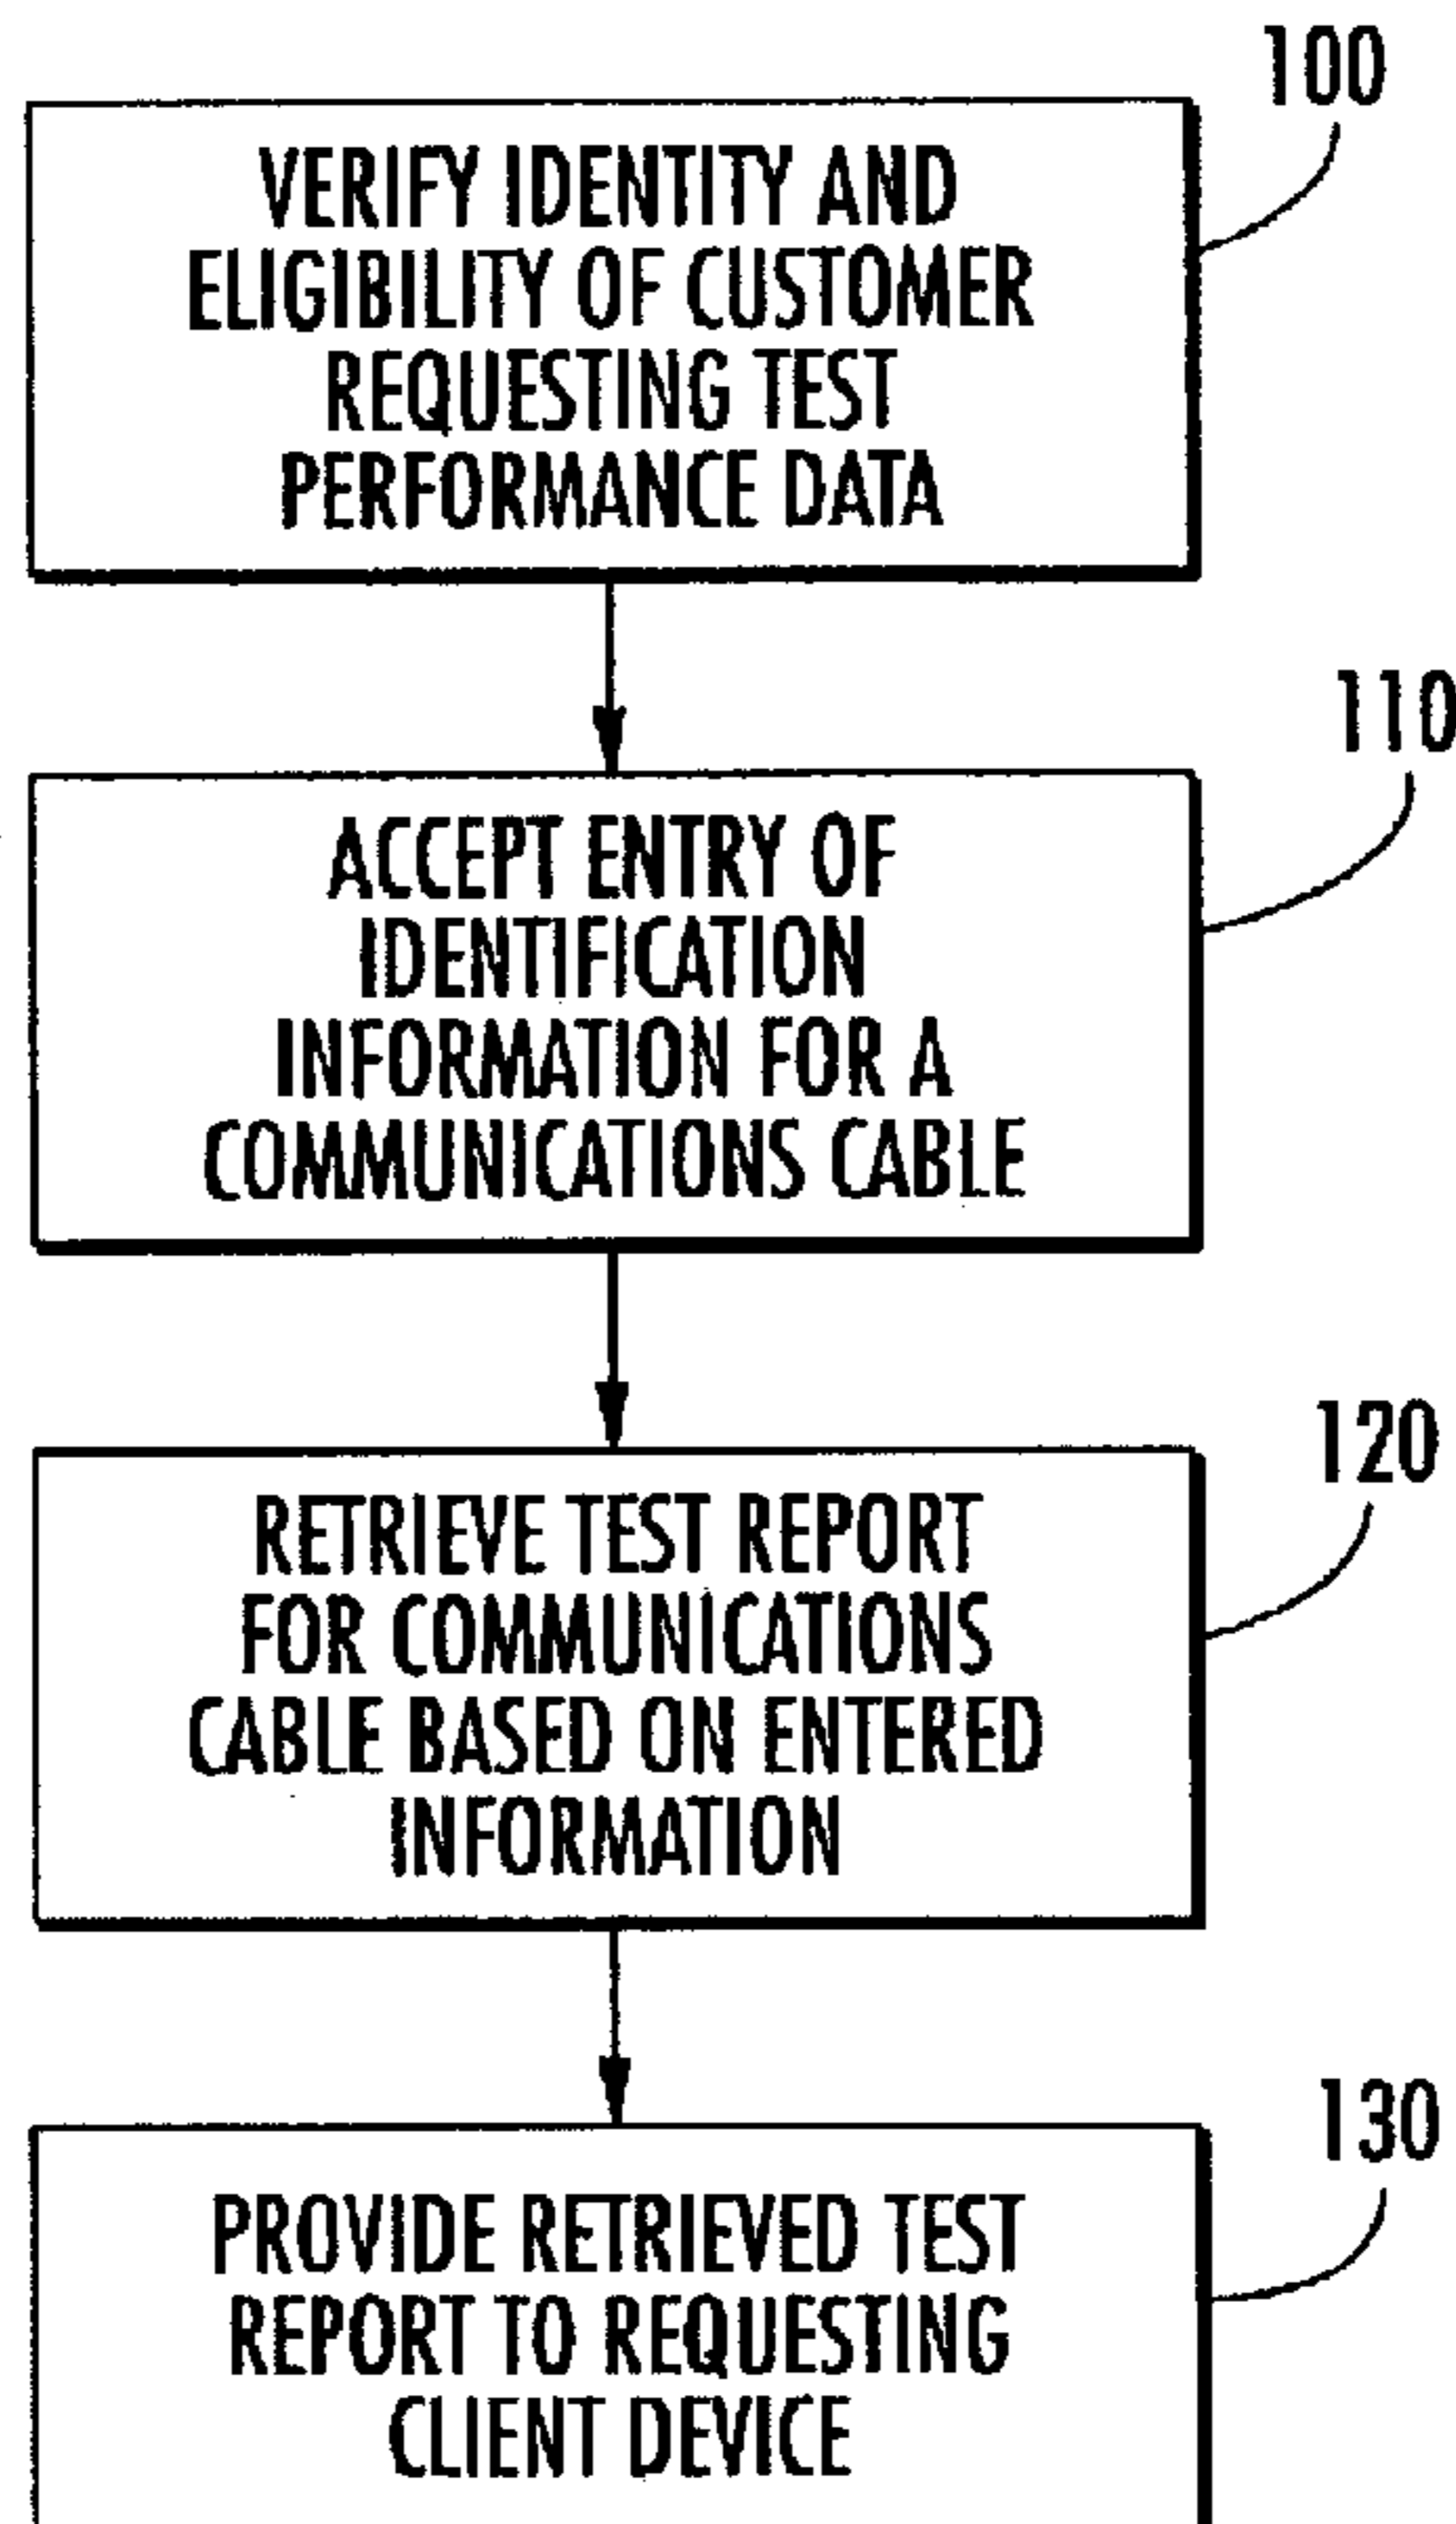 100
VERIFY IDENTITY AND
ELIGIBILITY OF CUSTOMER
REQUESTING TEST
PERFORMANCE DATA
110
ACCEPT ENTRY OF
IDENTIFICATION
INFORMATION FOR A
COMMUNICATIONS CABLE
120
RETRIEVE TEST REPORT
FOR COMMUNICATIONS
CABLE BASED ON ENTERED
INFORMATION
130
PROVIDE RETRIEVED TEST
REPORT TO REQUESTING
CLIENT DEVICE